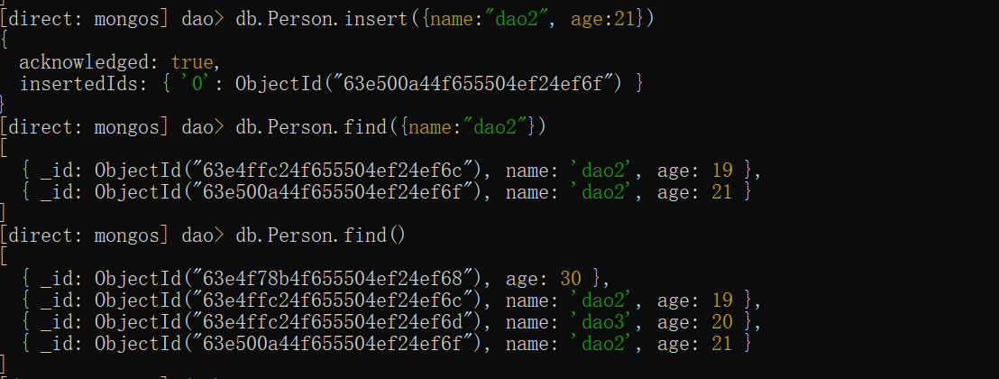 ]
[direct: mongos] dao> db.Person.insert({name:"dao2", age:21})
{
  acknowledged: true,
  insertedIds: { '0': ObjectId("63e500a44f655504ef24ef6f") }
}
[direct: mongos] dao> db.Person.find({name:"dao2"})
[
  { _id: ObjectId("63e4ffc24f655504ef24ef6c"), name: 'dao2', age: 19 },
  { _id: ObjectId("63e500a44f655504ef24ef6f"), name: 'dao2', age: 21 }
]
[direct: mongos] dao> db.Person.find()
[
  { _id: ObjectId("63e4f78b4f655504ef24ef68"), age: 30 },
  { _id: ObjectId("63e4ffc24f655504ef24ef6c"), name: 'dao2', age: 19 },
  { _id: ObjectId("63e4ffc24f655504ef24ef6d"), name: 'dao3', age: 20 },
  { _id: ObjectId("63e500a44f655504ef24ef6f"), name: 'dao2', age: 21 }
]